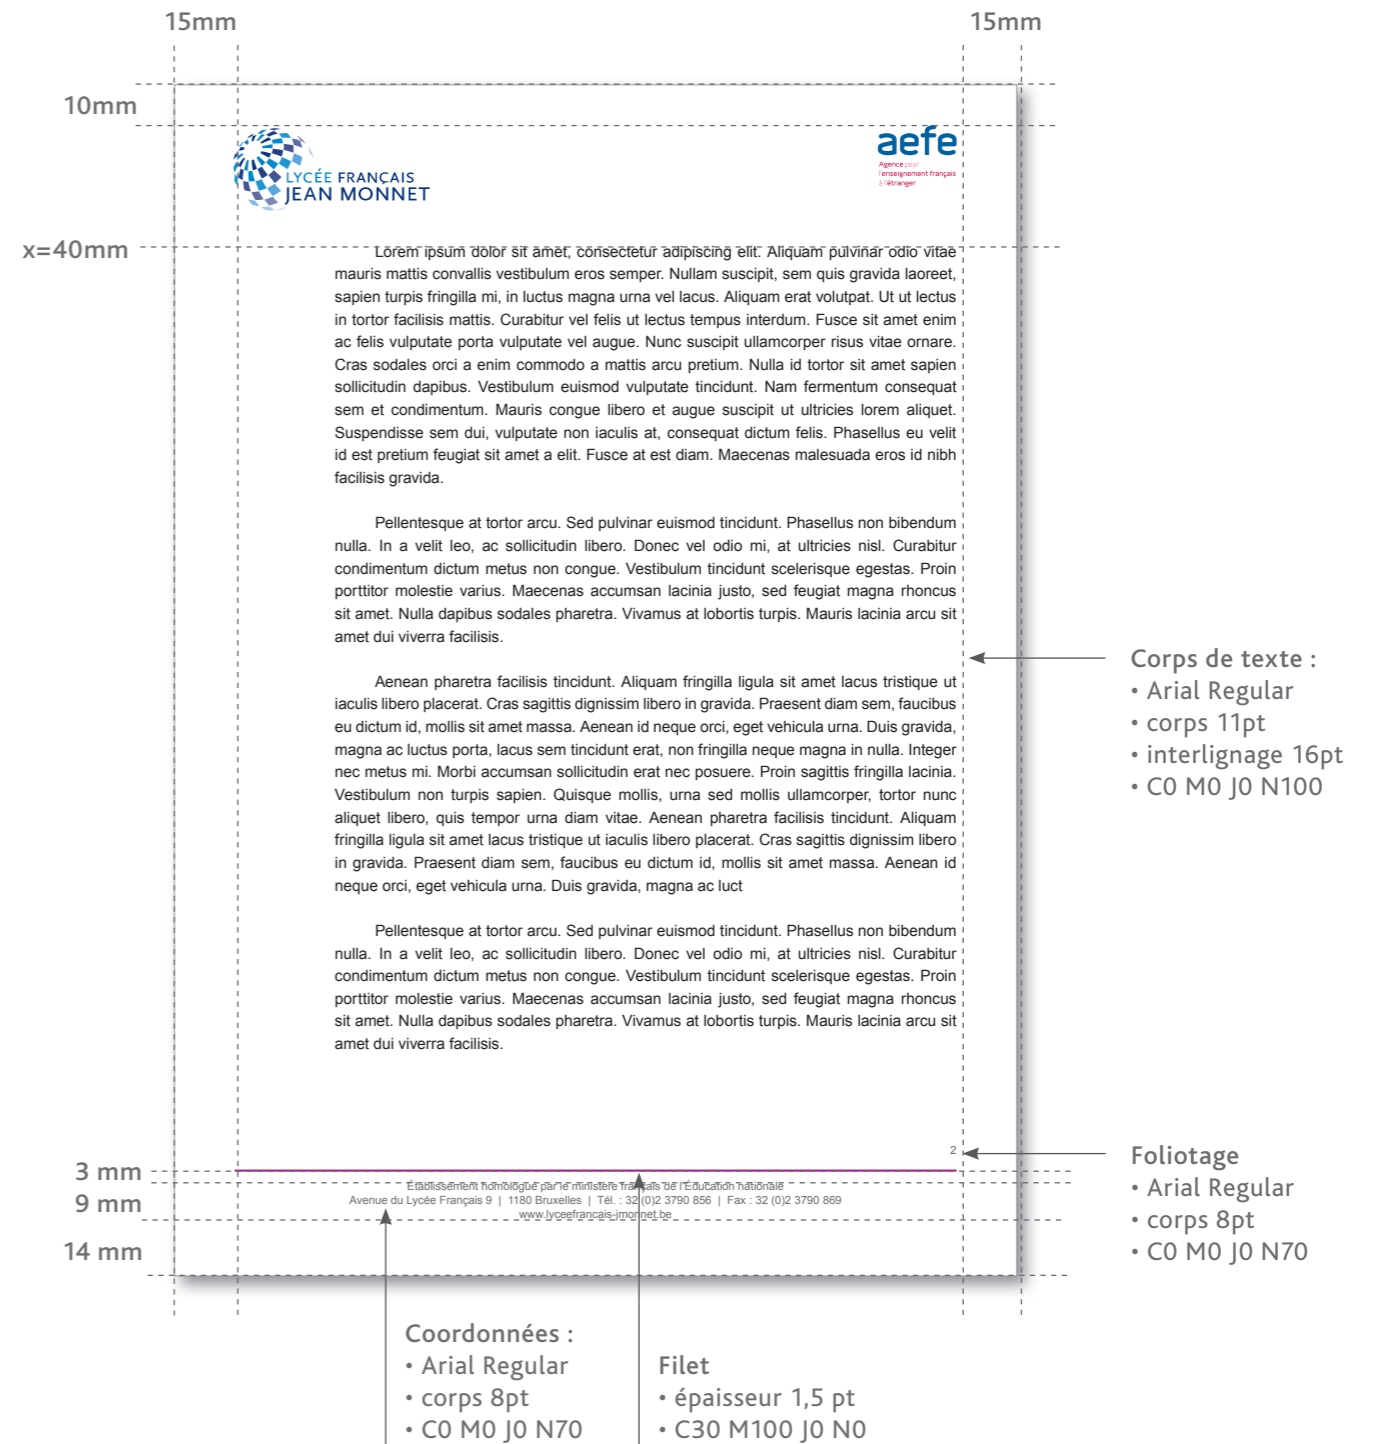 15mm
15mm
10mm
LYCÉE FRANÇAIS
JEAN MONNET
aefe
Agence pour
l'enseignement français
à l'étranger
x=40mm
Lorem ipsum dolor sit amet, consectetur adipiscing elit. Aliquam pulvinar odio vitae
mauris mattis convallis vestibulum eros semper. Nullam suscipit, sem quis gravida laoreet,
sapien turpis fringilla mi, in luctus magna urna vel lacus. Aliquam erat volutpat. Ut ut lectus
in tortor facilisis mattis. Curabitur vel felis ut lectus tempus interdum. Fusce sit amet enim
ac felis vulputate porta vulputate vel augue. Nunc suscipit ullamcorper risus vitae ornare.
Cras sodales orci a enim commodo a mattis arcu pretium. Nulla id tortor sit amet sapien
sollicitudin dapibus. Vestibulum euismod vulputate tincidunt. Nam fermentum consequat
sem et condimentum. Mauris congue libero et augue suscipit ut ultricies lorem aliquet.
Suspendisse sem dui, vulputate non iaculis at, consequat dictum felis. Phasellus eu velit
id est pretium feugiat sit amet a elit. Fusce at est diam. Maecenas malesuada eros id nibh
facilisis gravida.
Pellentesque at tortor arcu. Sed pulvinar euismod tincidunt. Phasellus non bibendum
nulla. In a velit leo, ac sollicitudin libero. Donec vel odio mi, at ultricies nisl. Curabitur
condimentum dictum metus non congue. Vestibulum tincidunt scelerisque egestas. Proin
porttitor molestie varius. Maecenas accumsan lacinia justo, sed feugiat magna rhoncus
sit amet. Nulla dapibus sodales pharetra. Vivamus at lobortis turpis. Mauris lacinia arcu sit
amet dui viverra facilisis.
Aenean pharetra facilisis tincidunt. Aliquam fringilla ligula sit amet lacus tristique ut
iaculis libero placerat. Cras sagittis dignissim libero in gravida. Praesent diam sem, faucibus
eu dictum id, mollis sit amet massa. Aenean id neque orci, eget vehicula urna. Duis gravida,
magna ac luctus porta, lacus sem tincidunt erat, non fringilla neque magna in nulla. Integer
nec metus mi. Morbi accumsan sollicitudin erat nec posuere. Proin sagittis fringilla lacinia.
Vestibulum non turpis sapien. Quisque mollis, urna sed mollis ullamcorper, tortor nunc
aliquet libero, quis tempor urna diam vitae. Aenean pharetra facilisis tincidunt. Aliquam
fringilla ligula sit amet lacus tristique ut iaculis libero placerat. Cras sagittis dignissim libero
in gravida. Praesent diam sem, faucibus eu dictum id, mollis sit amet massa. Aenean id
neque orci, eget vehicula urna. Duis gravida, magna ac luct
Pellentesque at tortor arcu. Sed pulvinar euismod tincidunt. Phasellus non bibendum
nulla. In a velit leo, ac sollicitudin libero. Donec vel odio mi, at ultricies nisl. Curabitur
condimentum dictum metus non congue. Vestibulum tincidunt scelerisque egestas. Proin
porttitor molestie varius. Maecenas accumsan lacinia justo, sed feugiat magna rhoncus
sit amet. Nulla dapibus sodales pharetra. Vivamus at lobortis turpis. Mauris lacinia arcu sit
amet dui viverra facilisis.
Corps de texte :
• Arial Regular
• corps 11pt
• interlignage 16pt
• C0 M0 J0 N100
2
Foliotage
• Arial Regular
• corps 8pt
• C0 M0 J0 N70
3 mm
9 mm
14 mm
Établissement homologué par le ministère français de l'Éducation nationale
Avenue du Lycée Français 9 | 1180 Bruxelles | Tél. : 32 (0)2 3790 856 | Fax : 32 (0)2 3790 869
www.lyceefrancais-jmonnet.be
Coordonnées :
• Arial Regular
• corps 8pt
• C0 M0 J0 N70
Filet
• épaisseur 1,5 pt
• C30 M100 J0 N0